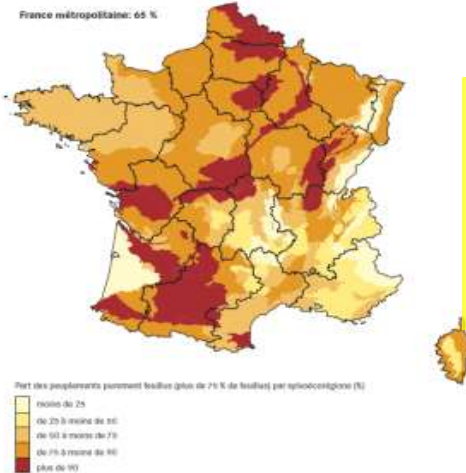 France métropolitaine: 65 %
Part des peuplements purement feuillus (plus de 75 % de feuillus) par sylvoécorégions (%)
moins de 25
de 25 à moins de 50
de 50 à moins de 75
de 75 à moins de 90
plus de 90